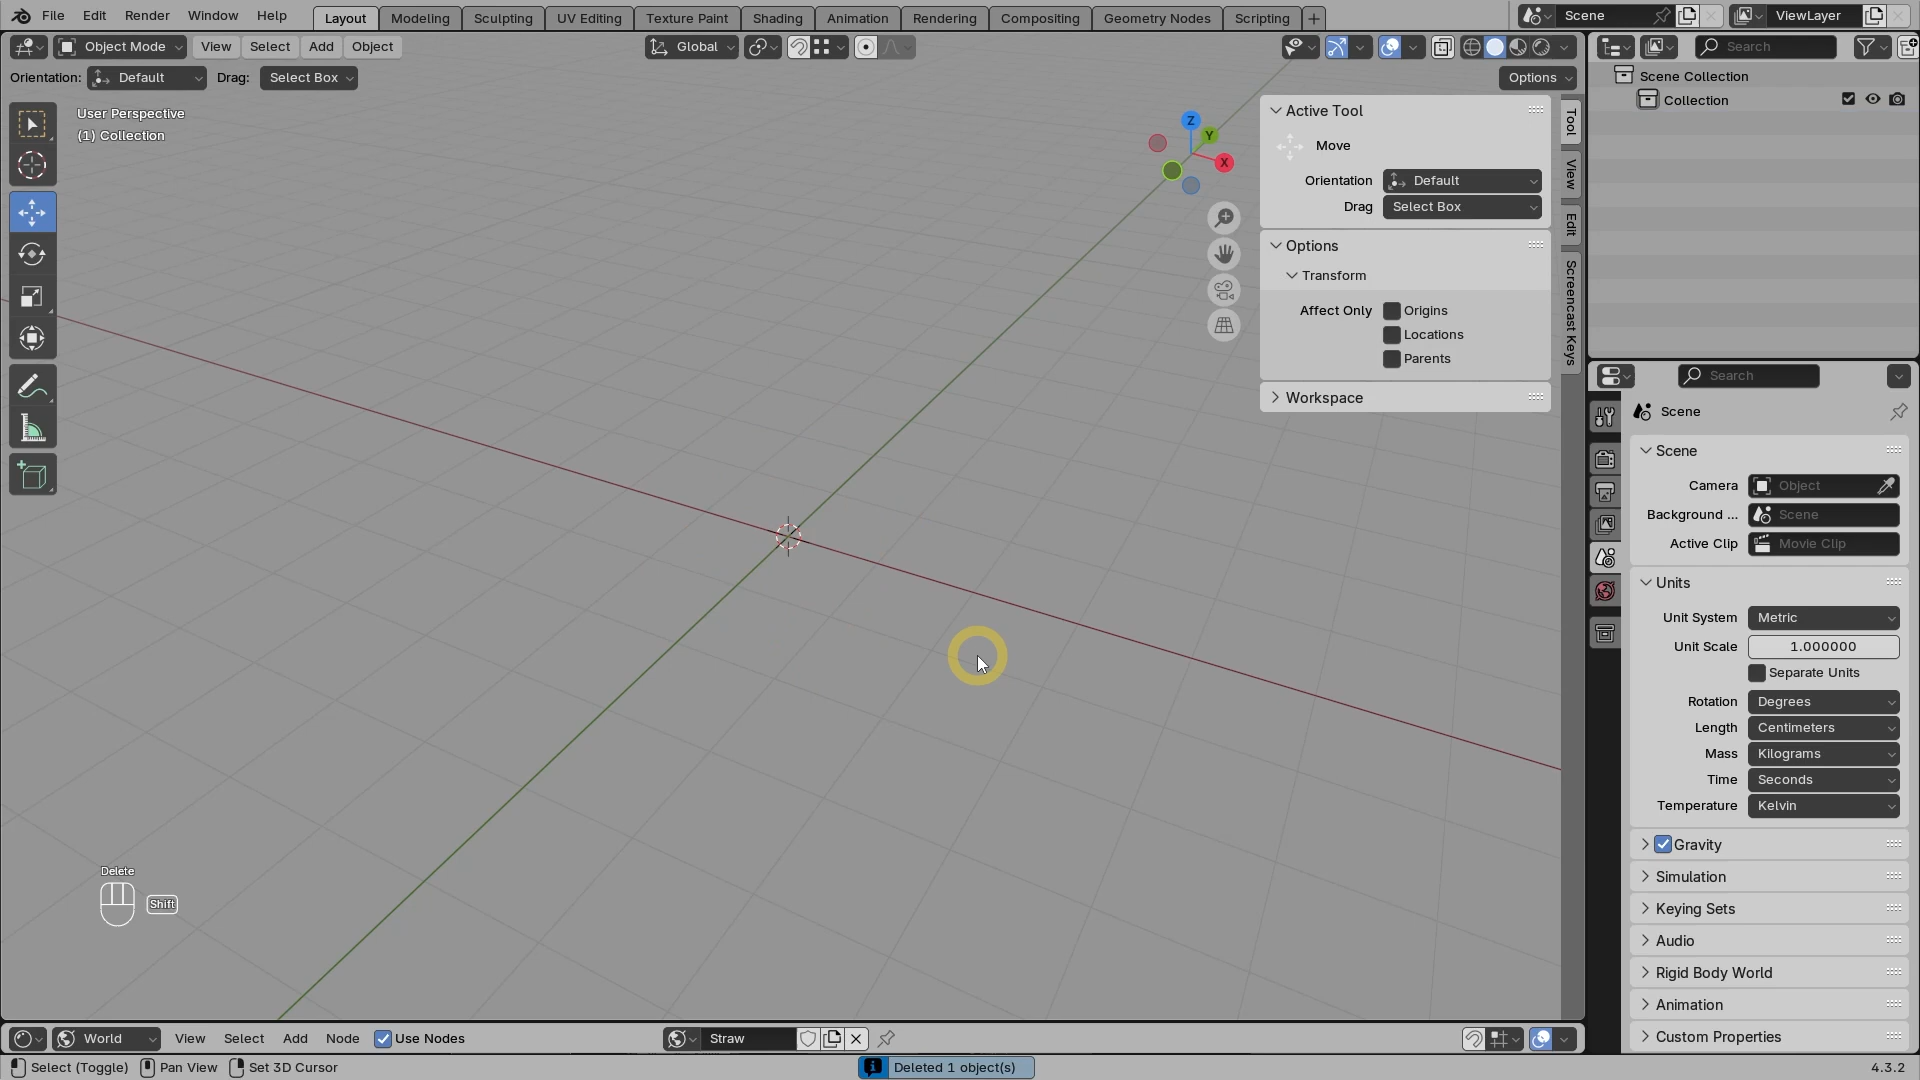 File Edit Render Window Help Layout Modeling Sculpting UV Editing Texture Paint Shading Animation Rendering Compositing Geometry Nodes Scripting + Scene ViewLayer
Object Mode View Select Add Object Global Search
Orientation: Default Drag: Select Box Options
User Perspective
(1) Collection
Z
Y
X
Active Tool
Move
Orientation Default
Drag Select Box
Options
Transform
Affect Only Origins
Locations
Parents
Workspace
Tool
View
Edit
Screencast Keys
Scene Collection
Collection
Search
Scene
Scene
Camera Object
Background ... Scene
Active Clip Movie Clip
Units
Unit System Metric
Unit Scale 1.000000
Separate Units
Rotation Degrees
Length Centimeters
Mass Kilograms
Time Seconds
Temperature Kelvin
Gravity
Simulation
Keying Sets
Audio
Rigid Body World
Animation
Custom Properties
Delete
Shift
World View Select Add Node Use Nodes Straw
Select (Toggle) Pan View Set 3D Cursor Deleted 1 object(s) 4.3.2